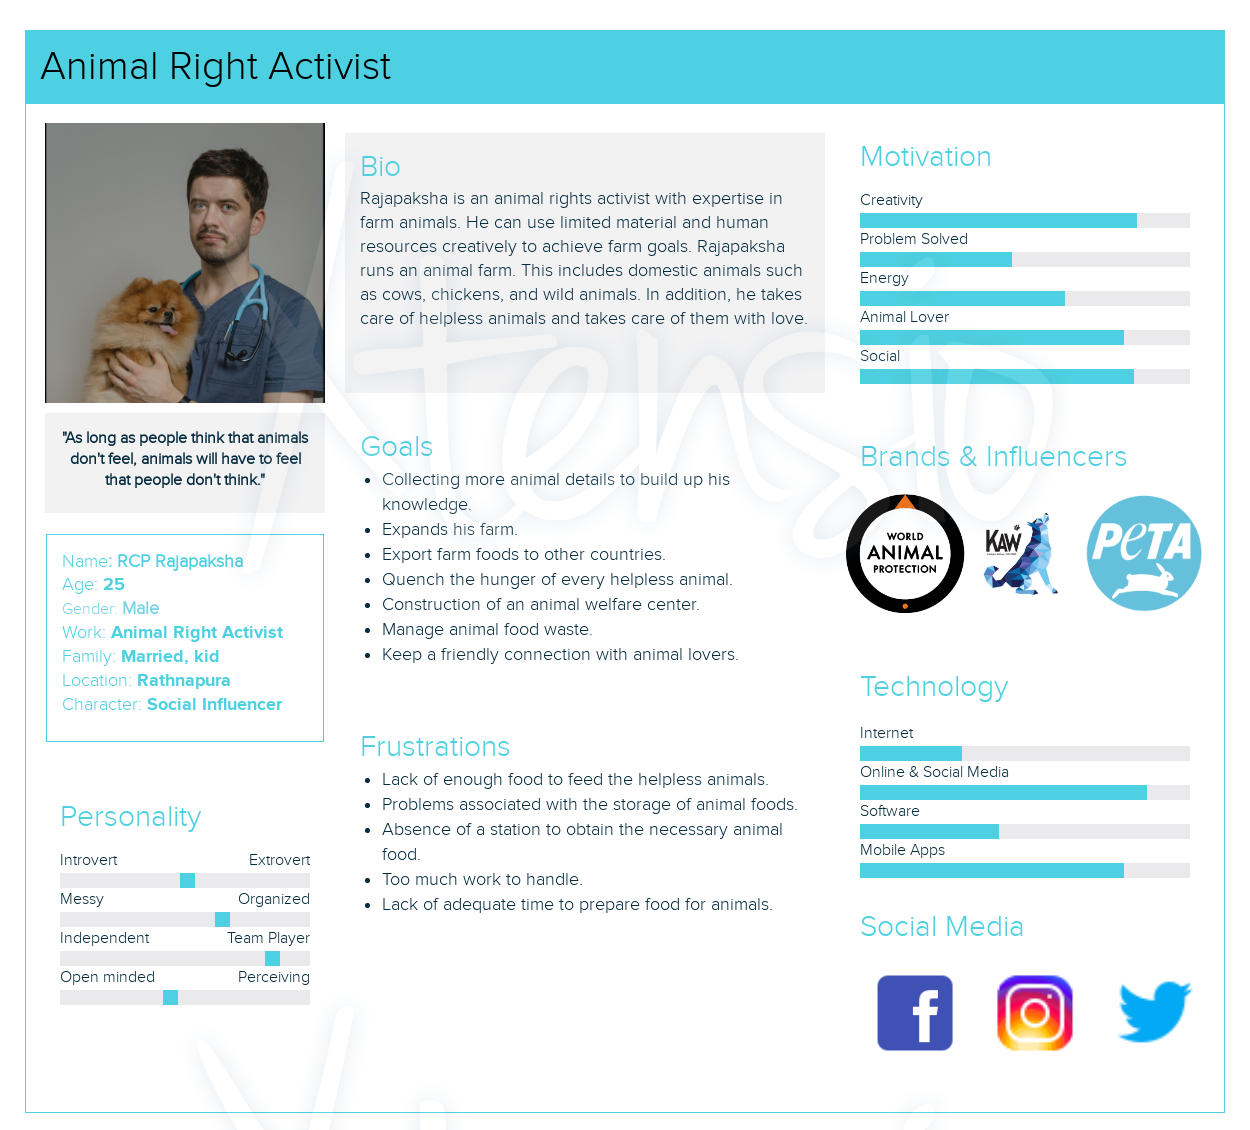 Animal Right Activist
"As long as people think that animals
don't feel, animals will have to feel
that people don't think."
Name: RCP Rajapaksha
Age: 25
Gender: Male
Work: Animal Right Activist
Family: Married, kid
Location: Rathnapura
Character: Social Influencer
Personality
Introvert Extrovert
Messy Organized
Independent Team Player
Open minded Perceiving
Bio
Rajapaksha is an animal rights activist with expertise in
farm animals. He can use limited material and human
resources creatively to achieve farm goals. Rajapaksha
runs an animal farm. This includes domestic animals such
as cows, chickens, and wild animals. In addition, he takes
care of helpless animals and takes care of them with love.
Goals
• Collecting more animal details to build up his
knowledge.
• Expands his farm.
• Export farm foods to other countries.
• Quench the hunger of every helpless animal.
• Construction of an animal welfare center.
• Manage animal food waste.
• Keep a friendly connection with animal lovers.
Frustrations
• Lack of enough food to feed the helpless animals.
• Problems associated with the storage of animal foods.
• Absence of a station to obtain the necessary animal
food.
• Too much work to handle.
• Lack of adequate time to prepare food for animals.
Motivation
Creativity
Problem Solved
Energy
Animal Lover
Social
Brands & Influencers
WORLD
ANIMAL
PROTECTION
KAW
PeTA
Technology
Internet
Online & Social Media
Software
Mobile Apps
Social Media
f
Xtensio